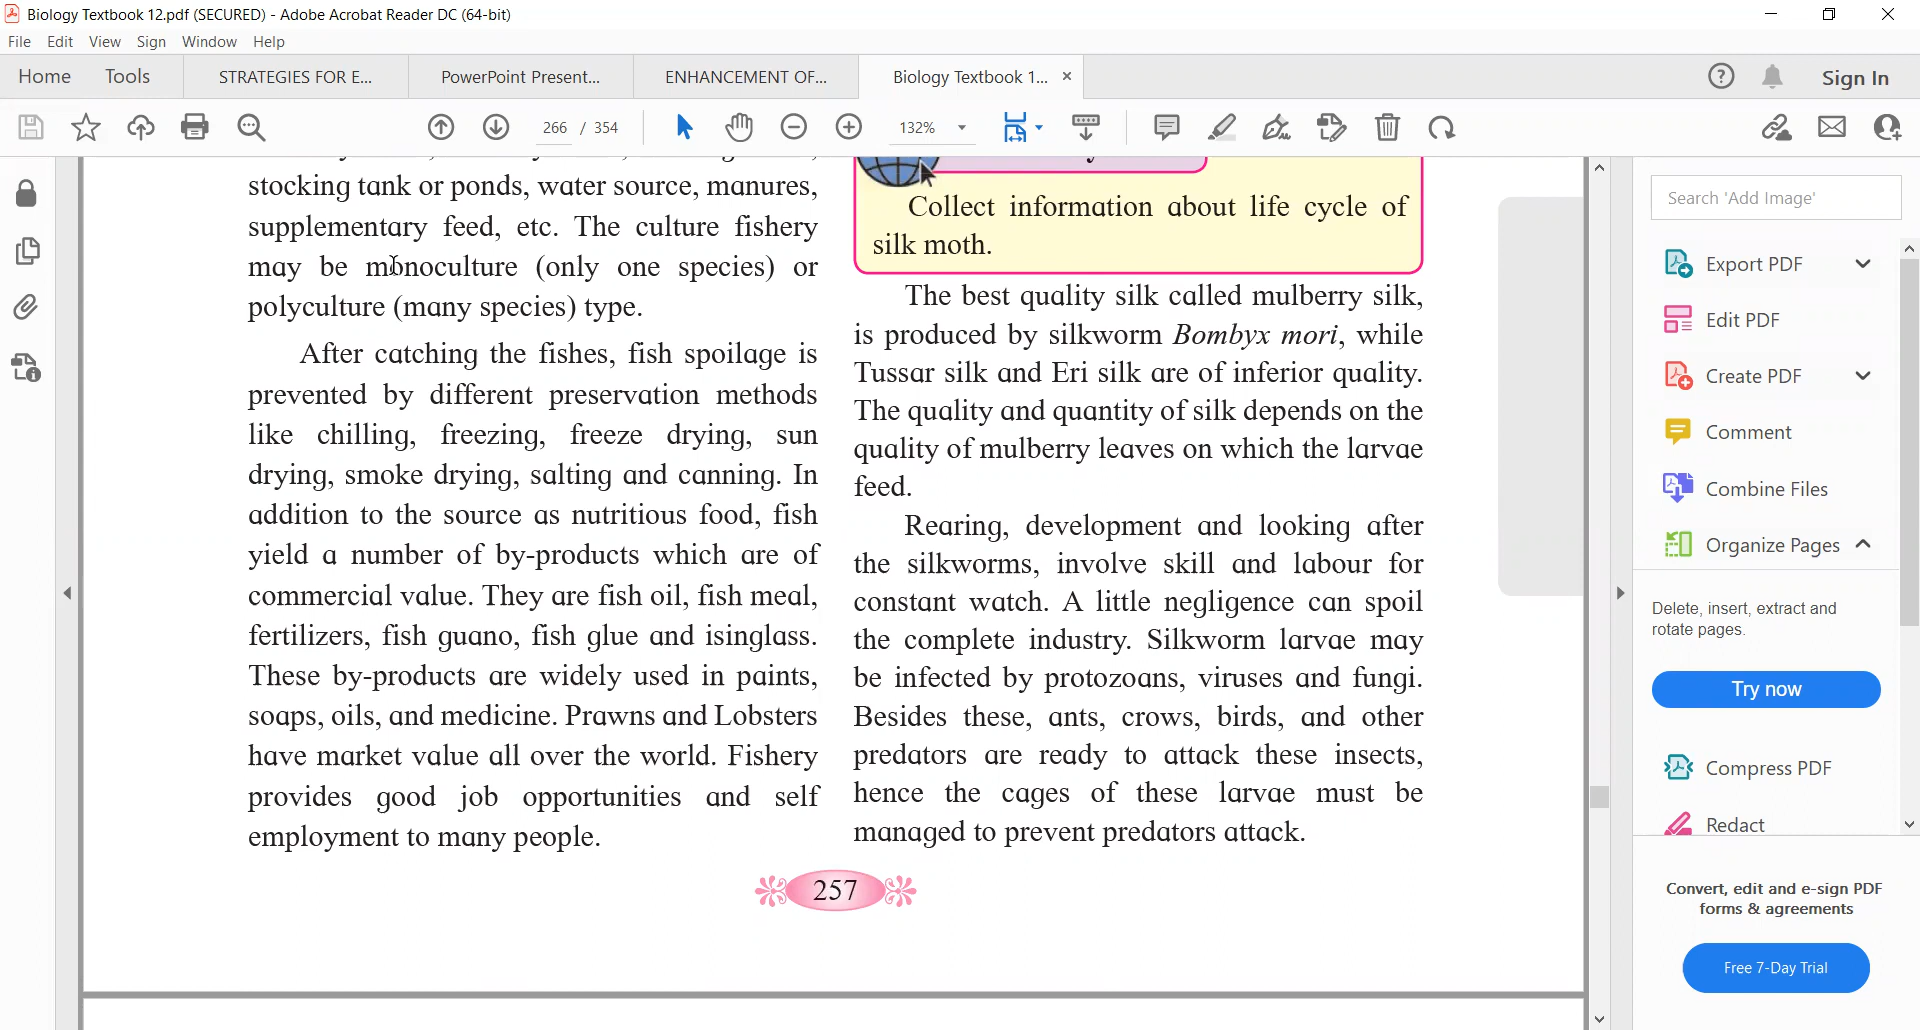 Biology Textbook 12.pdf (SECURED) - Adobe Acrobat Reader DC (64-bit)
File Edit View Sign Window Help
Home Tools STRATEGIES FOR E... PowerPoint Present... ENHANCEMENT OF... Biology Textbook 1... × Sign In
266 / 354 132%
stocking tank or ponds, water source, manures,
supplementary feed, etc. The culture fishery
may be monoculture (only one species) or
polyculture (many species) type.
After catching the fishes, fish spoilage is
prevented by different preservation methods
like chilling, freezing, freeze drying, sun
drying, smoke drying, salting and canning. In
addition to the source as nutritious food, fish
yield a number of by-products which are of
commercial value. They are fish oil, fish meal,
fertilizers, fish guano, fish glue and isinglass.
These by-products are widely used in paints,
soaps, oils, and medicine. Prawns and Lobsters
have market value all over the world. Fishery
provides good job opportunities and self
employment to many people.
Collect information about life cycle of
silk moth.
The best quality silk called mulberry silk,
is produced by silkworm Bombyx mori, while
Tussar silk and Eri silk are of inferior quality.
The quality and quantity of silk depends on the
quality of mulberry leaves on which the larvae
feed.
Rearing, development and looking after
the silkworms, involve skill and labour for
constant watch. A little negligence can spoil
the complete industry. Silkworm larvae may
be infected by protozoans, viruses and fungi.
Besides these, ants, crows, birds, and other
predators are ready to attack these insects,
hence the cages of these larvae must be
managed to prevent predators attack.
257
Search 'Add Image'
Export PDF
Edit PDF
Create PDF
Comment
Combine Files
Organize Pages
Delete, insert, extract and
rotate pages.
Try now
Compress PDF
Redact
Convert, edit and e-sign PDF
forms & agreements
Free 7-Day Trial